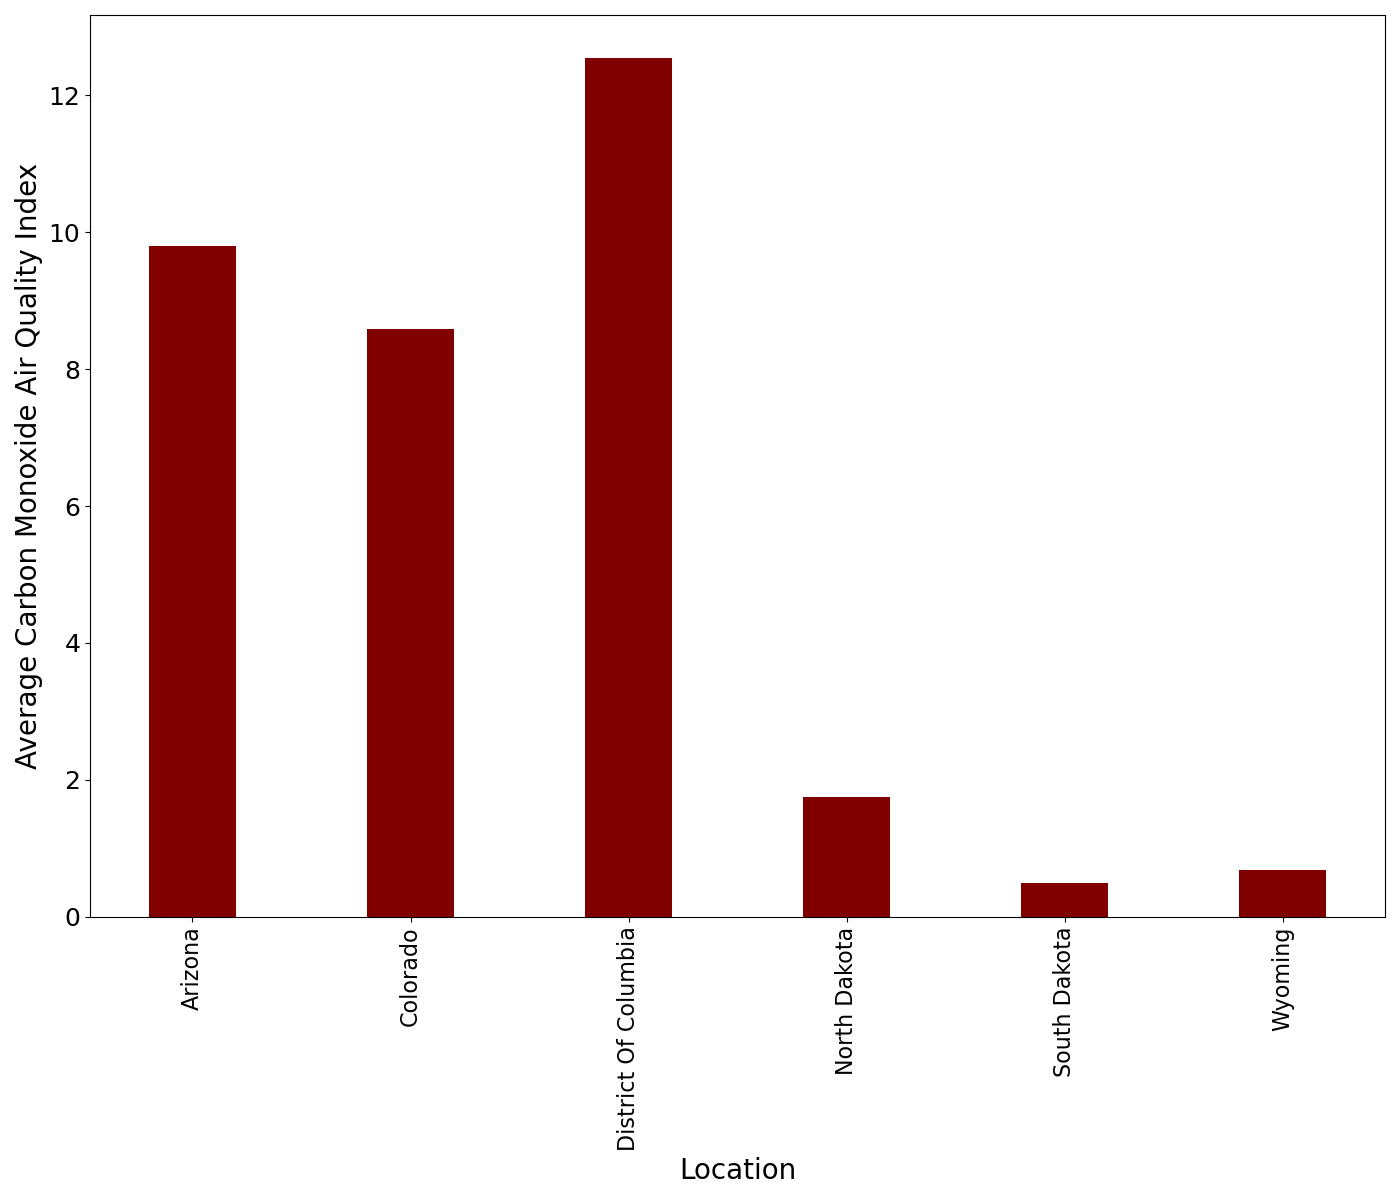 Average Carbon Monoxide Air Quality Index
12
10
8
6
4
2
0
Arizona
Colorado
District Of Columbia
North Dakota
South Dakota
Wyoming
Location